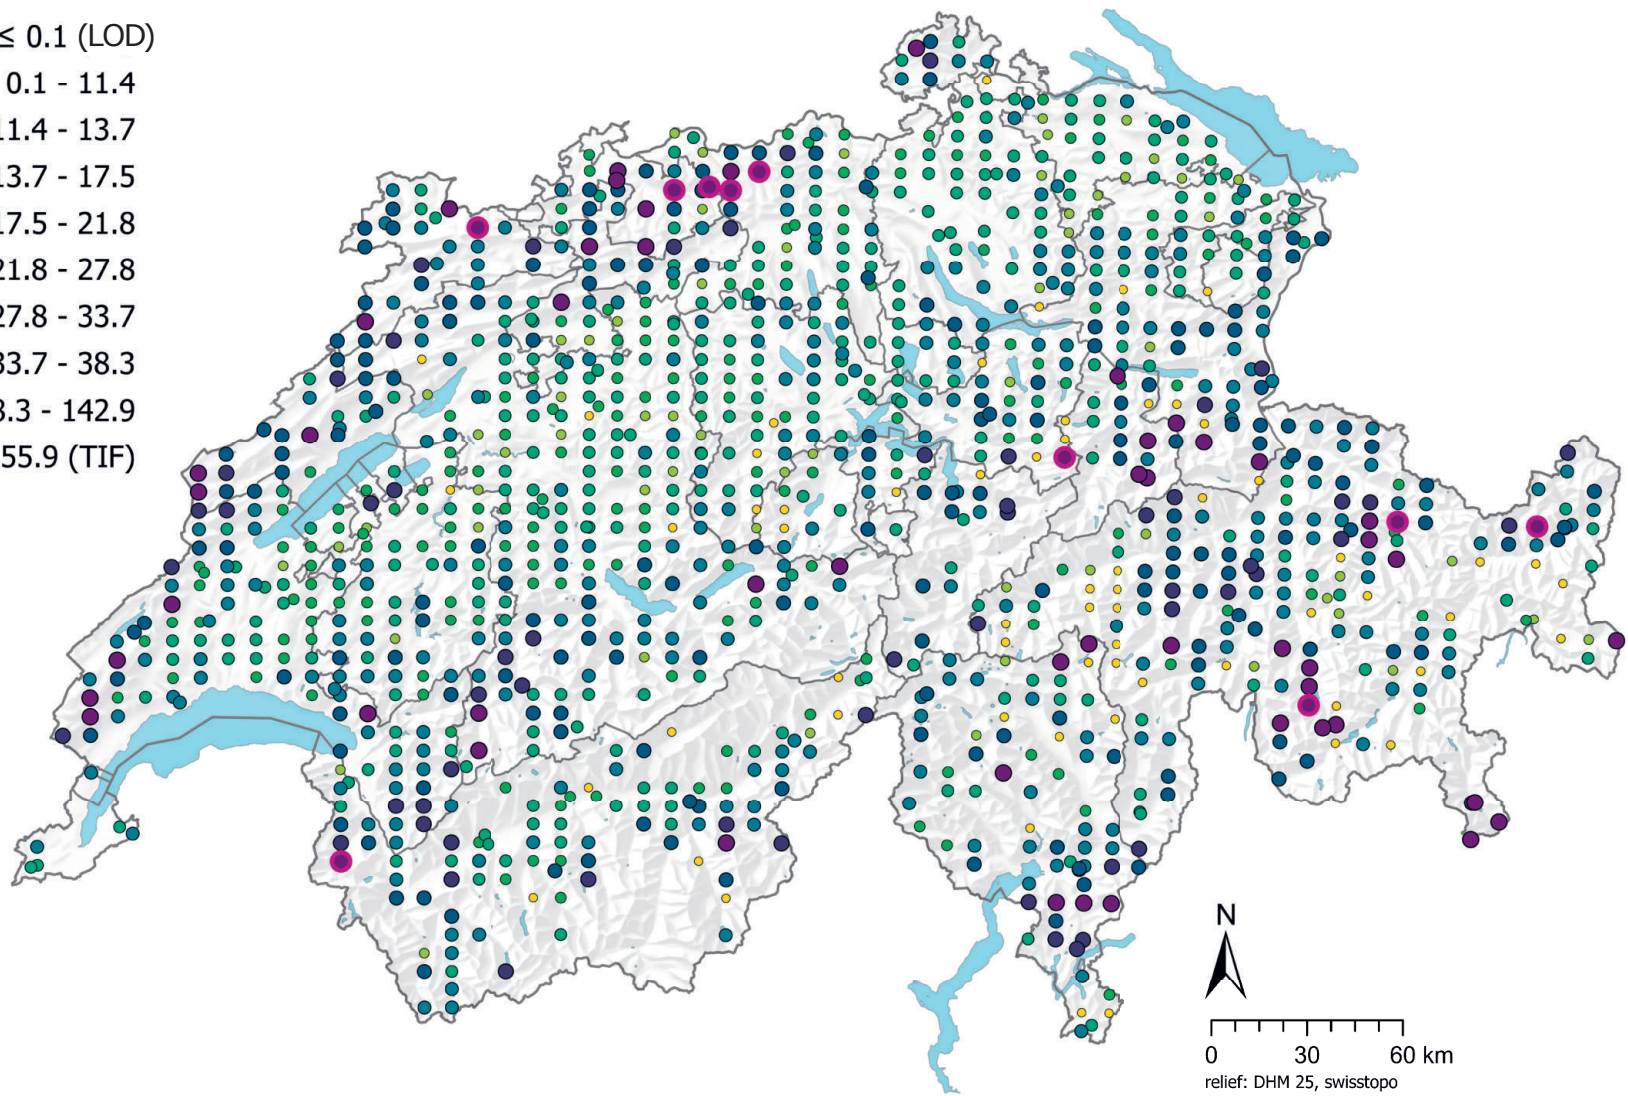 ≤ 0.1 (LOD)
0.1 - 11.4
11.4 - 13.7
13.7 - 17.5
17.5 - 21.8
21.8 - 27.8
27.8 - 33.7
33.7 - 38.3
3.3 - 142.9
55.9 (TIF)
N
0 30 60 km
relief: DHM 25, swisstopo